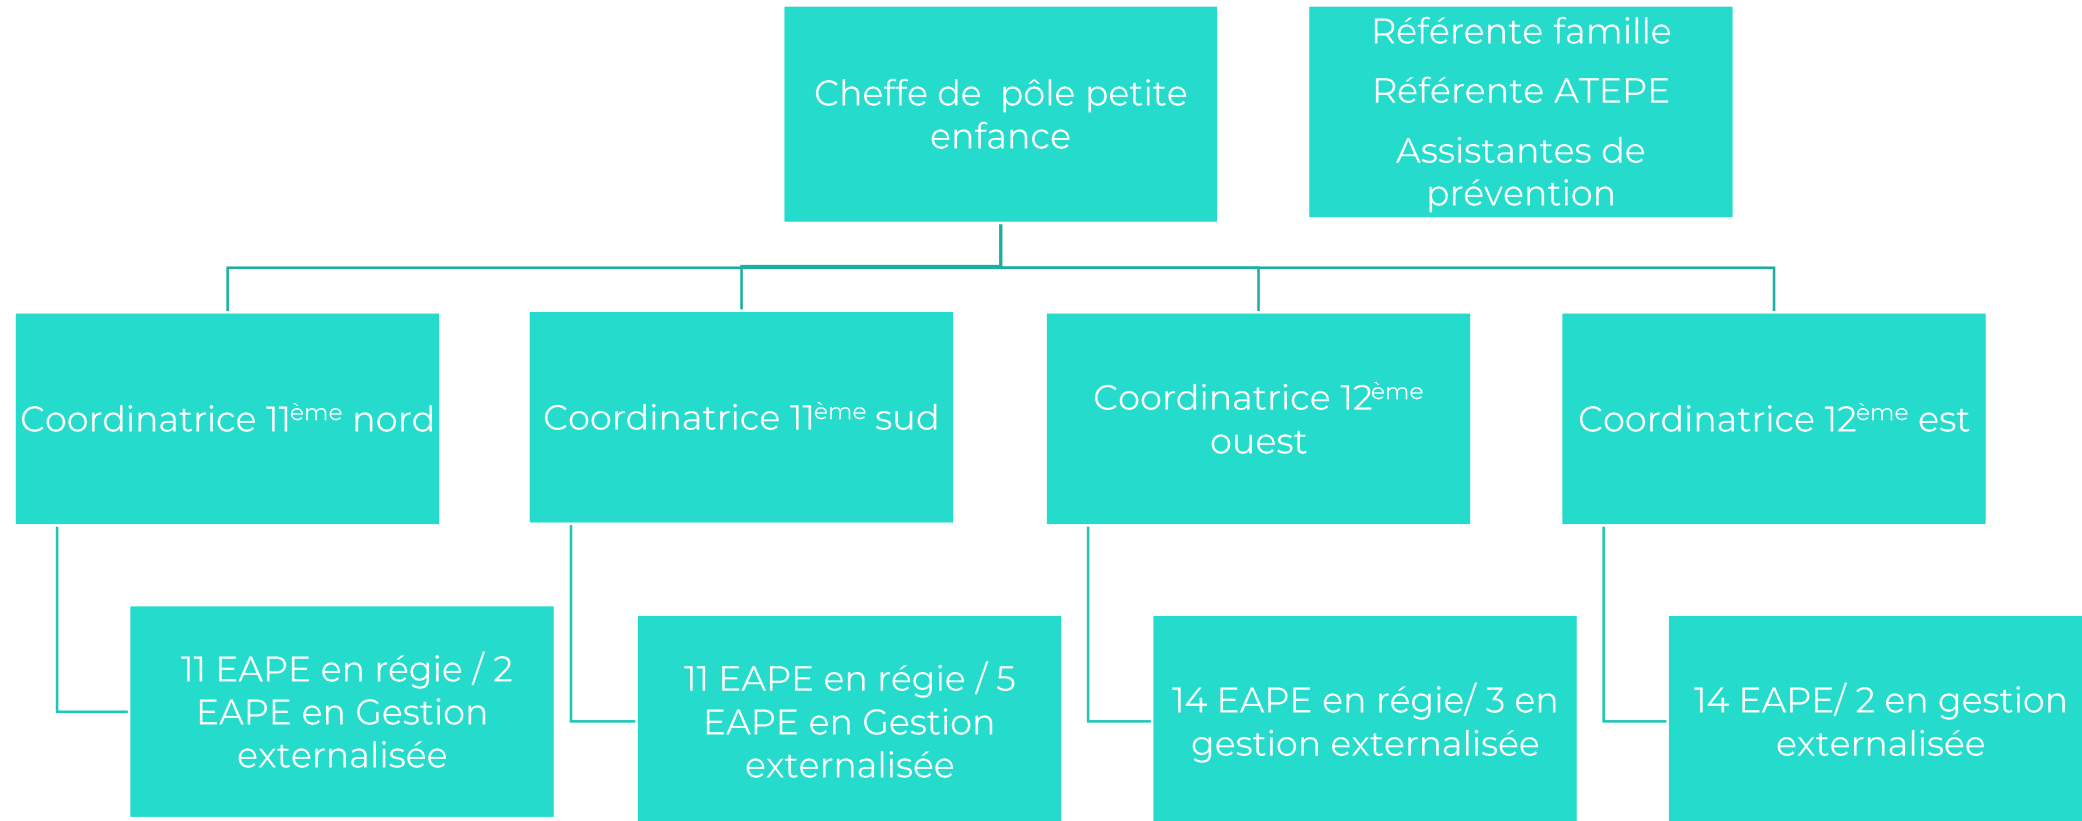 Cheffe de pôle petite
enfance
Référente famille
Référente ATEPE
Assistantes de
prévention
Coordinatrice 11ème nord
Coordinatrice 11ème sud
Coordinatrice 12ème
ouest
Coordinatrice 12ème est
11 EAPE en régie / 2
EAPE en Gestion
externalisée
11 EAPE en régie / 5
EAPE en Gestion
externalisée
14 EAPE en régie/ 3 en
gestion externalisée
14 EAPE/ 2 en gestion
externalisée